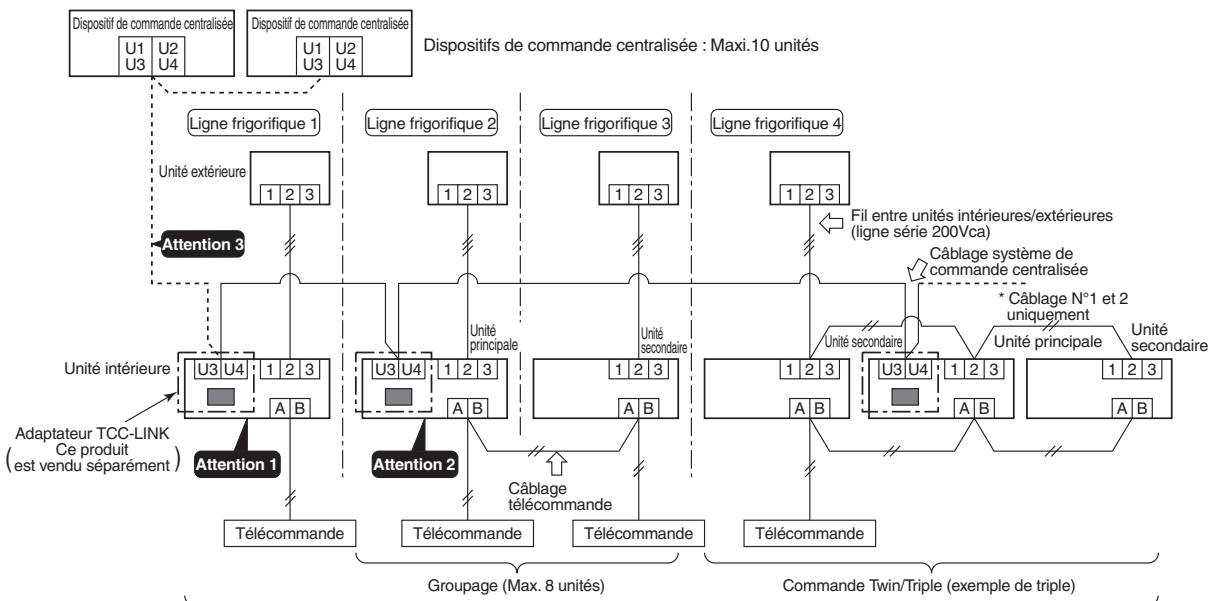 Dispositif de commande centralisée
Dispositif de commande centralisée
U1 U2
U3 U4
U1 U2
U3 U4
Dispositifs de commande centralisée : Maxi.10 unités
Ligne frigorifique 1
Ligne frigorifique 2
Ligne frigorifique 3
Ligne frigorifique 4
Unité extérieure
1 2 3
1 2 3
1 2 3
1 2 3
Fil entre unités intérieures/extérieures
(ligne série 200Vca)
Attention 3
Câblage système de
commande centralisée
* Câblage N°1 et 2
uniquement
Unité
principale
Unité
secondaire
Unité secondaire
Unité principale
Unité
secondaire
Unité intérieure
U3 U4
1 2 3
U3 U4
1 2 3
1 2 3
1 2 3
U3 U4
1 2 3
1 2 3
A B
A B
A B
A B
A B
A B
Adaptateur TCC-LINK
(Ce produit
est vendu séparément)
Attention 1
Attention 2
Câblage
télécommande
Télécommande
Télécommande
Télécommande
Télécommande
Groupage (Max. 8 unités)
Commande Twin/Triple (exemple de triple)